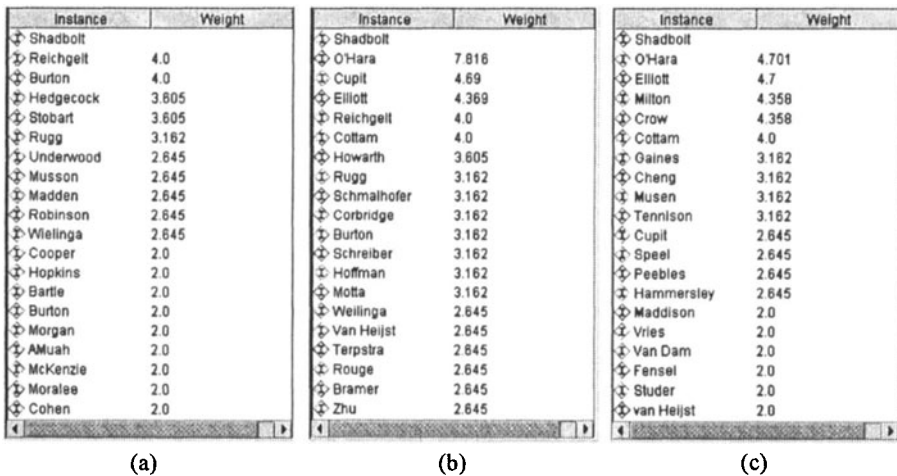 Instance Weight
Shadbolt
Reichgelt 4.0
Burton 4.0
Hedgecock 3.605
Stobart 3.605
Rugg 3.162
Underwood 2.645
Musson 2.645
Madden 2.645
Robinson 2.645
Wielinga 2.645
Cooper 2.0
Hopkins 2.0
Bartle 2.0
Burton 2.0
Morgan 2.0
AMuah 2.0
McKenzie 2.0
Moralee 2.0
Cohen 2.0
(a)
Instance Weight
Shadbolt
O'Hara 7.816
Cupit 4.69
Elliott 4.369
Reichgelt 4.0
Cottam 4.0
Howarth 3.605
Rugg 3.162
Schmalhofer 3.162
Corbridge 3.162
Burton 3.162
Schreiber 3.162
Hoffman 3.162
Motta 3.162
Weilinga 2.645
Van Heijst 2.645
Terpstra 2.645
Rouge 2.645
Bramer 2.645
Zhu 2.645
(b)
Instance Weight
Shadbolt
O'Hara 4.701
Elliott 4.7
Milton 4.358
Crow 4.358
Cottam 4.0
Gaines 3.162
Cheng 3.162
Musen 3.162
Tennison 3.162
Cupit 2.645
Speel 2.645
Peebles 2.645
Hammersley 2.645
Maddison 2.0
Vries 2.0
Van Dam 2.0
Fensel 2.0
Studer 2.0
van Heijst 2.0
(c)